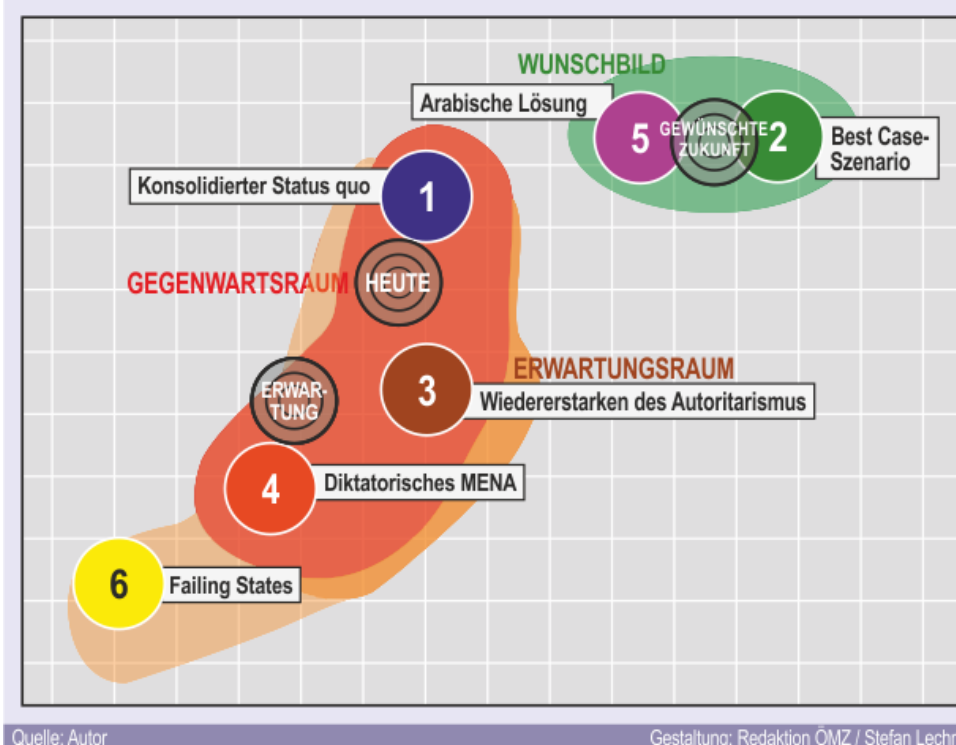 WUNSCHBILD
Arabische Lösung
5
GEWÜNSCHTE
ZUKUNFT
2
Best Case-
Szenario
Konsolidierter Status quo
1
GEGENWARTSRAUM
HEUTE
ERWAR-
TUNG
3
ERWARTUNGSRAUM
Wiedererstarken des Autoritarismus
4
Diktatorisches MENA
6
Failing States
Quelle: Autor
Gestaltung: Redaktion ÖMZ / Stefan Lechn